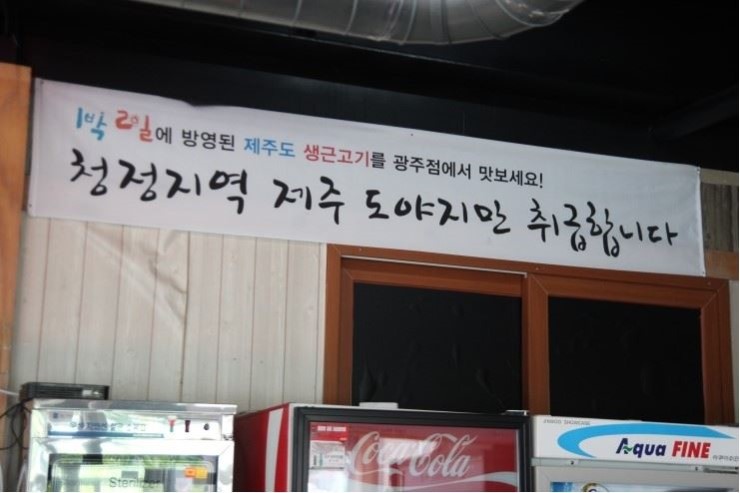 1박 2일에 방영된 제주도 생근고기를 광주점에서 맛보세요!
청정지역 제주 도야지만 취급합니다
Sterilizer
Coca-Cola
Aqua FINE